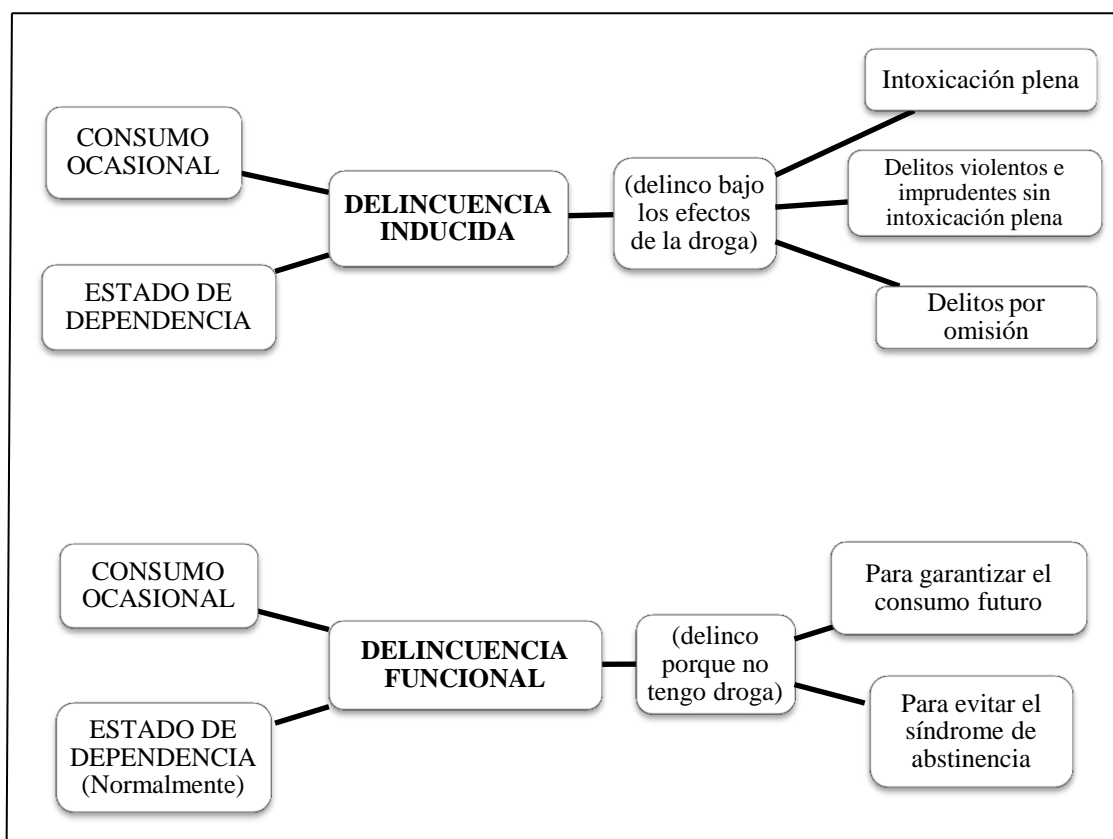 CONSUMO
OCASIONAL
ESTADO DE
DEPENDENCIA
DELINCUENCIA
INDUCIDA
(delinco bajo
los efectos
de la droga)
Intoxicación plena
Delitos violentos e
imprudentes sin
intoxicación plena
Delitos por
omisión
CONSUMO
OCASIONAL
ESTADO DE
DEPENDENCIA
(Normalmente)
DELINCUENCIA
FUNCIONAL
(delinco
porque no
tengo droga)
Para garantizar el
consumo futuro
Para evitar el
síndrome de
abstinencia